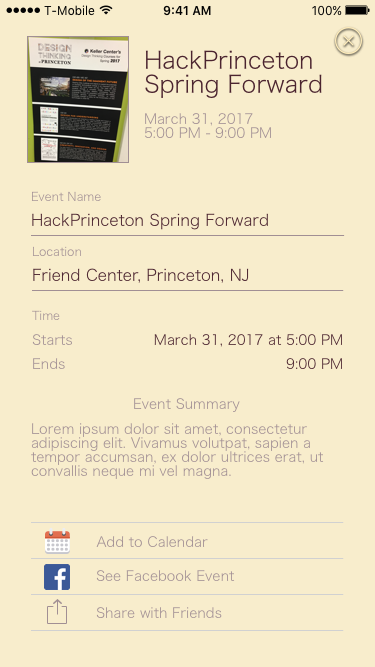 T-Mobile 9:41 AM 100%
DESIGN
THINKING
at PRINCETON
Keller Center's
Spring 2017
HackPrinceton
Spring Forward
March 31, 2017
5:00 PM - 9:00 PM
Event Name
HackPrinceton Spring Forward
Location
Friend Center, Princeton, NJ
Time
Starts March 31, 2017 at 5:00 PM
Ends 9:00 PM
Event Summary
Lorem ipsum dolor sit amet, consectetur
adipiscing elit. Vivamus volutpat, sapien a
tempor accumsan, ex dolor ultrices erat, ut
convallis neque mi vel magna.
Add to Calendar
See Facebook Event
Share with Friends